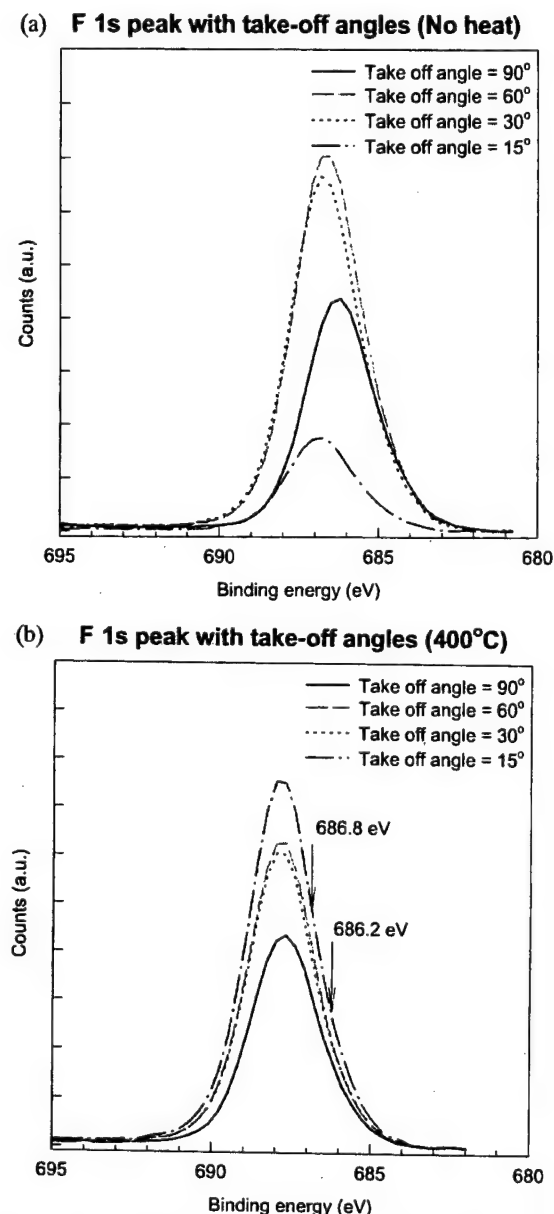 (a) F 1s peak with take-off angles (No heat)
Take off angle = 90°
Take off angle = 60°
Take off angle = 30°
Take off angle = 15°
Counts (a.u.)
695 690 685 680
Binding energy (eV)
(b) F 1s peak with take-off angles (400°C)
Take off angle = 90°
Take off angle = 60°
Take off angle = 30°
Take off angle = 15°
686.8 eV
686.2 eV
Counts (a.u.)
695 690 685 680
Binding energy (eV)